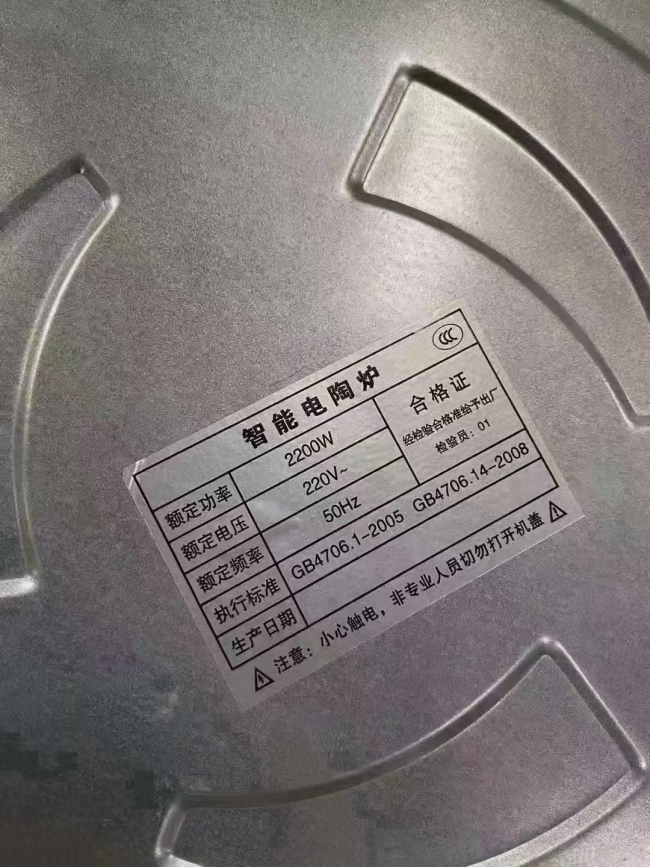 智能电陶炉
额定功率 2200W
额定电压 220V~
额定频率 50Hz
合格证
经检验合格准给予出厂
检验员：01
执行标准 GB4706.1-2005 GB4706.14-2008
生产日期
注意：小心触电，非专业人员切勿打开机盖